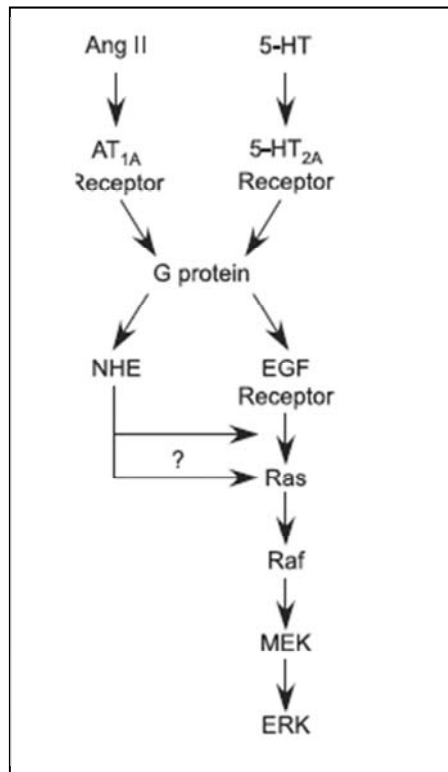 Ang II 5-HT
AT1A 5-HT2A
Receptor Receptor
G protein
NHE EGF
Receptor
?
Ras
Raf
MEK
ERK